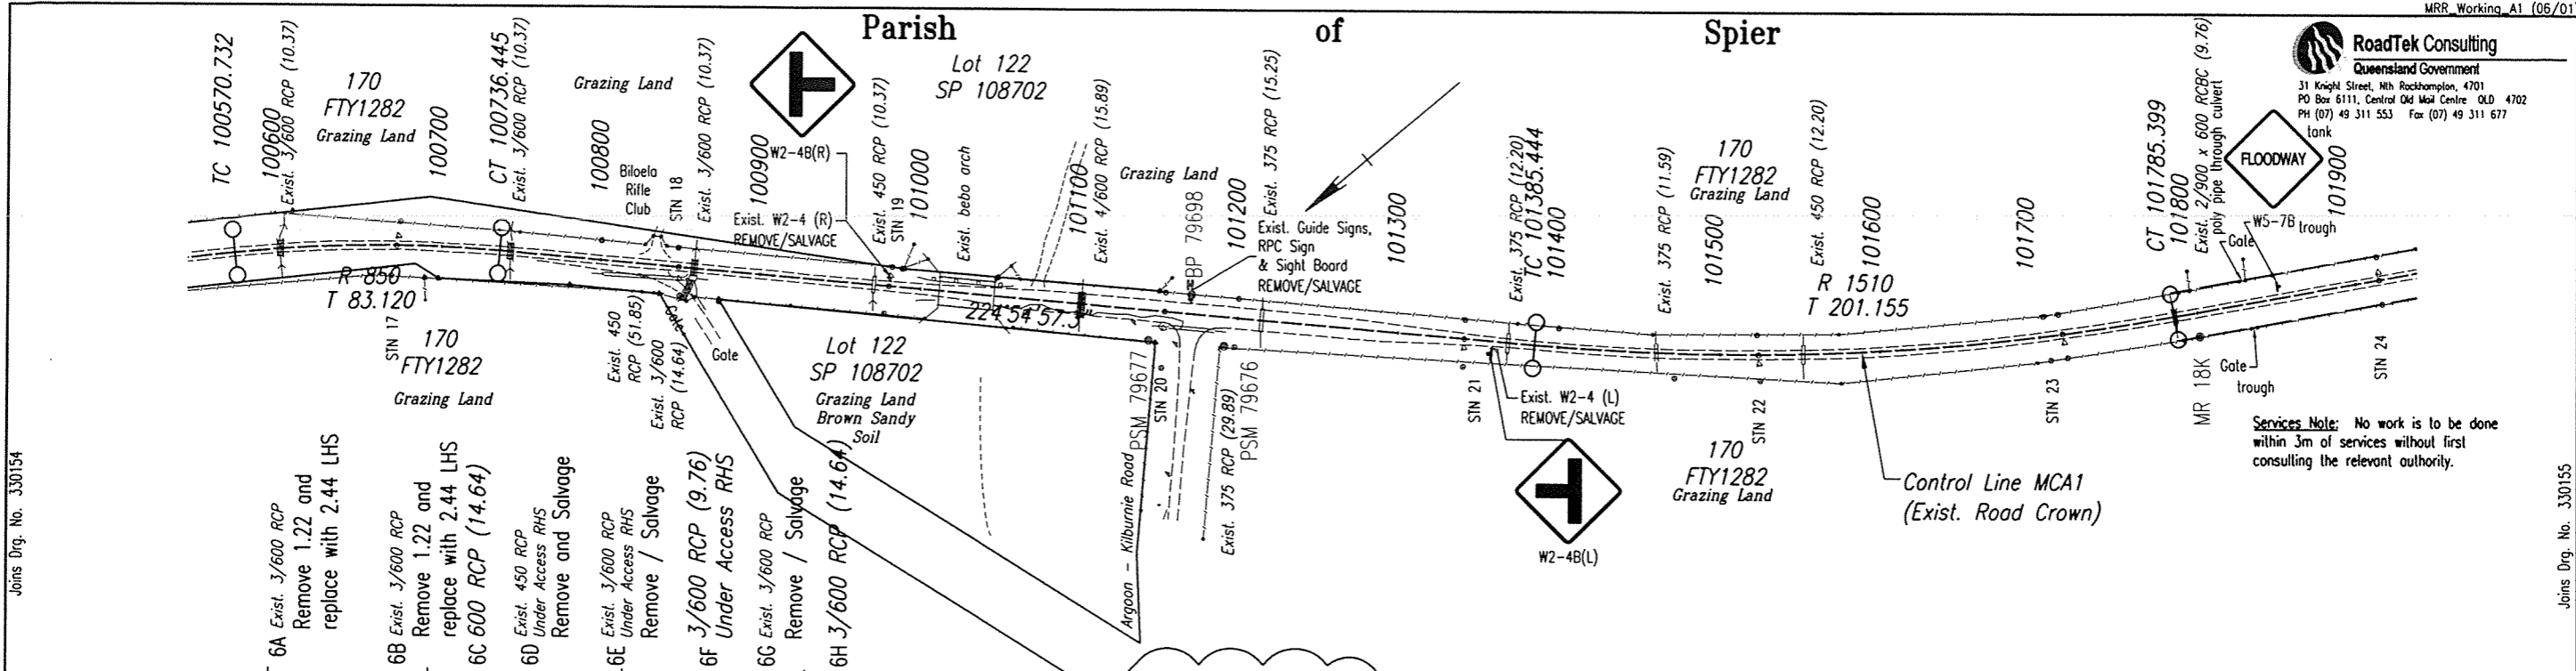 MRR_Working_A1 (06/01
Parish of Spier
RoadTek Consulting
Queensland Government
31 Knight Street, Nth Rockhampton, 4701
PO Box 6111, Central Qld Mail Centre QLD 4702
PH (07) 49 311 553 Fax (07) 49 311 677
TC 100570.732
100600
Exist. 3/600 RCP (10.37)
170
FTY1282
Grazing Land
100700
CT 100736.445
Exist. 3/600 RCP (10.37)
Grazing Land
100800
Biloela
Rifle
Club
STN 18
Exist. 3/600 RCP (10.37)
100900
W2-4B(R)
Exist. W2-4 (R)
REMOVE/SALVAGE
Exist. 450 RCP (10.37)
STN 19
101000
Lot 122
SP 108702
Exist. bebo arch
101100
Exist. 4/600 RCP (15.89)
Grazing Land
HBP 79698
101200
Exist. 375 RCP (15.25)
Exist. Guide Signs,
RPC Sign
& Sight Board
REMOVE/SALVAGE
101300
Exist. 375 RCP (12.20)
TC 101385.444
101400
Exist. 375 RCP (11.59)
170
FTY1282
Grazing Land
101500
Exist. 450 RCP (12.20)
101600
R 1510
T 201.155
101700
CT 101785.399
101800
Exist. 2/900 x 600 RCBC (9.76)
poly pipe through culvert
Gate
FLOODWAY
W5-7B
tank
trough
101900
R 850
T 83.120
STN 17
170
FTY1282
Grazing Land
Exist. 450
RCP (51.85)
Exist. 3/600
RCP (14.64)
Gate
Gate
Lot 122
SP 108702
Grazing Land
Brown Sandy
Soil
224 54 57.3
PSM 79677
STN 20
Argoon - Kilburnie Road
Exist. 375 RCP (29.89)
PSM 79676
STN 21
Exist. W2-4 (L)
REMOVE/SALVAGE
W2-4B(L)
STN 22
170
FTY1282
Grazing Land
Control Line MCA1
(Exist. Road Crown)
STN 23
MR 18K
Gate
trough
STN 24
Services Note: No work is to be done
within 3m of services without first
consulting the relevant authority.
Joins Drg. No. 330154
6A Exist. 3/600 RCP
Remove 1.22 and
replace with 2.44 LHS
6B Exist. 3/600 RCP
Remove 1.22 and
replace with 2.44 LHS
6C 600 RCP (14.64)
6D Exist. 450 RCP
Under Access RHS
Remove and Salvage
6E Exist. 3/600 RCP
Under Access RHS
Remove / Salvage
6F 3/600 RCP (9.76)
Under Access RHS
6G Exist. 3/600 RCP
Remove / Salvage
6H 3/600 RCP (14.64)
Joins Drg. No. 330155